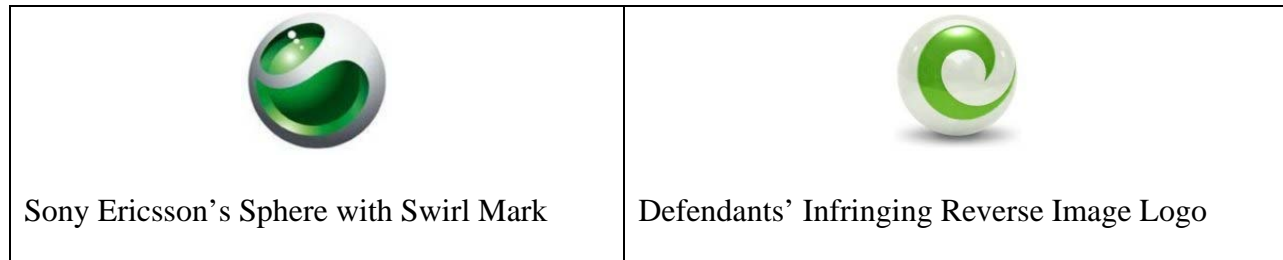 Sony Ericsson’s Sphere with Swirl Mark
Defendants’ Infringing Reverse Image Logo